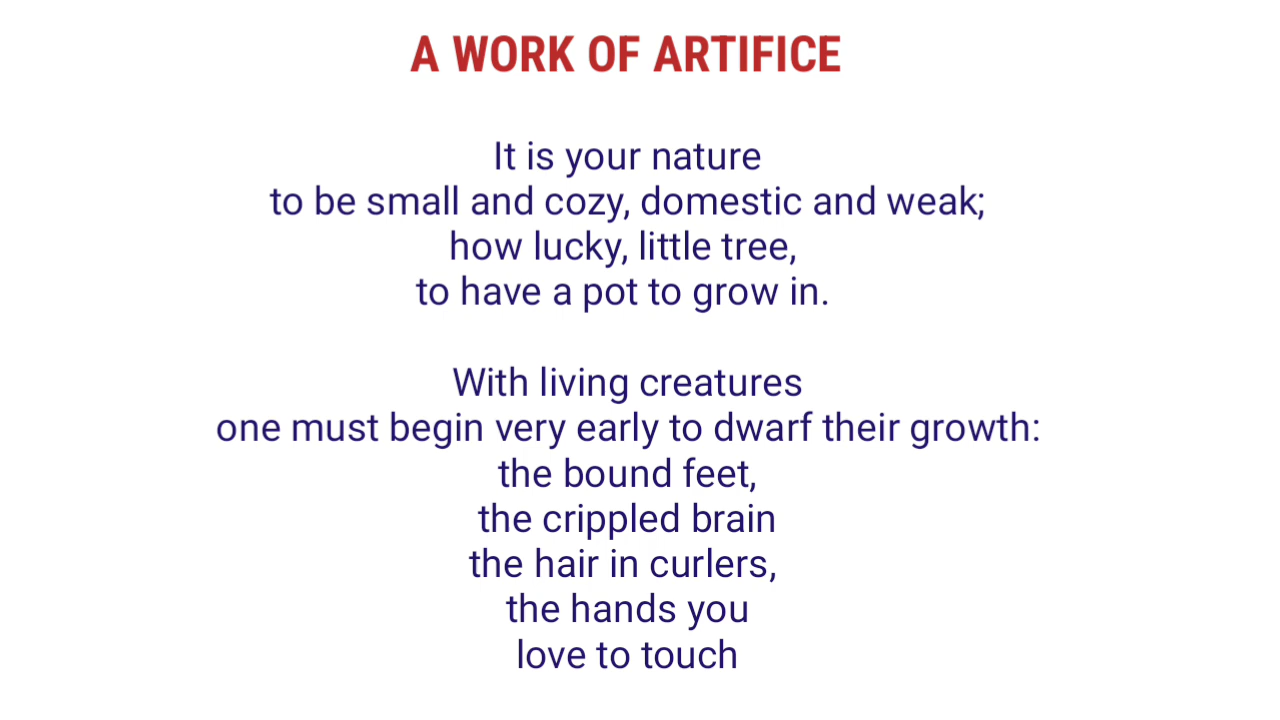 A WORK OF ARTIFICE
It is your nature
to be small and cozy, domestic and weak;
how lucky, little tree,
to have a pot to grow in.
With living creatures
one must begin very early to dwarf their growth:
the bound feet,
the crippled brain
the hair in curlers,
the hands you
love to touch